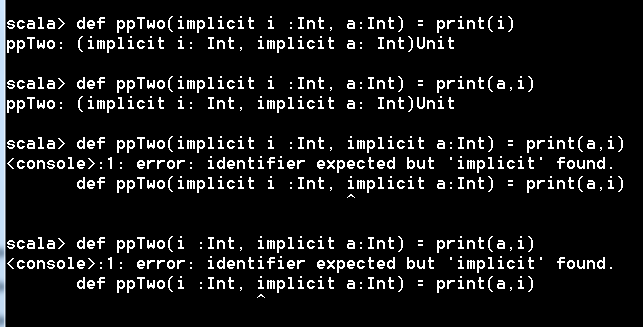 scala> def ppTwo(implicit i :Int, a:Int) = print(i)
ppTwo: (implicit i: Int, implicit a: Int)Unit
scala> def ppTwo(implicit i :Int, a:Int) = print(a,i)
ppTwo: (implicit i: Int, implicit a: Int)Unit
scala> def ppTwo(implicit i :Int, implicit a:Int) = print(a,i)
<console>:1: error: identifier expected but 'implicit' found.
def ppTwo(implicit i :Int, implicit a:Int) = print(a,i)
^
scala> def ppTwo(i :Int, implicit a:Int) = print(a,i)
<console>:1: error: identifier expected but 'implicit' found.
def ppTwo(i :Int, implicit a:Int) = print(a,i)
^